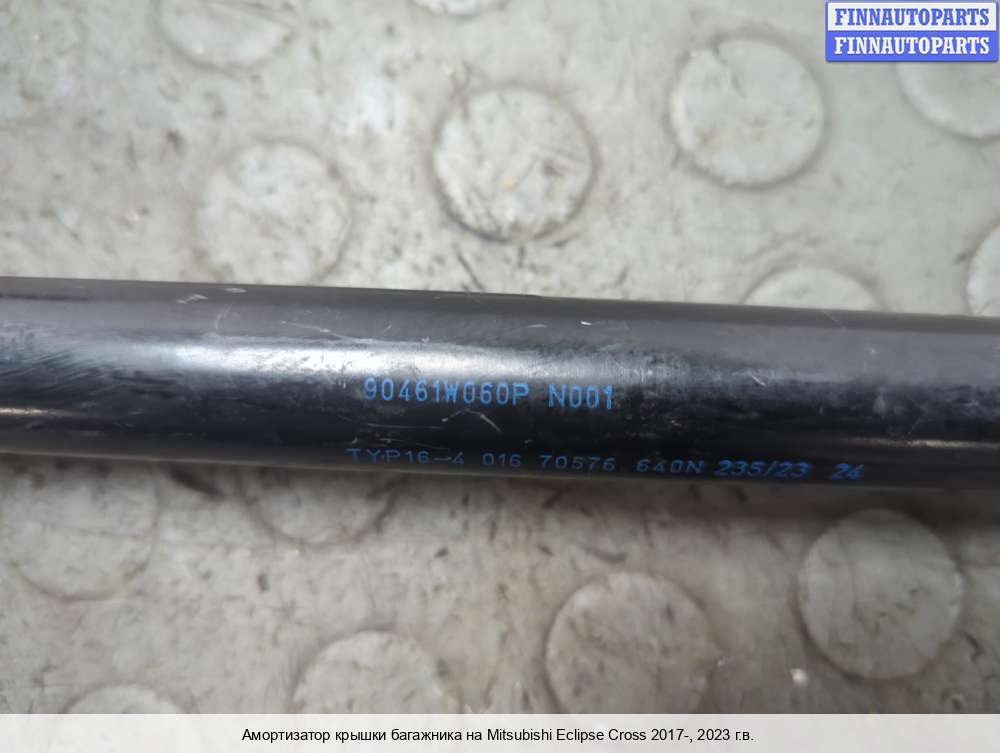 FINNAUTOPARTS
FINNAUTOPARTS
90461W060P N001
TYP16-4 016 70576 640N 235/23 24
Амортизатор крышки багажника на Mitsubishi Eclipse Cross 2017-, 2023 г.в.